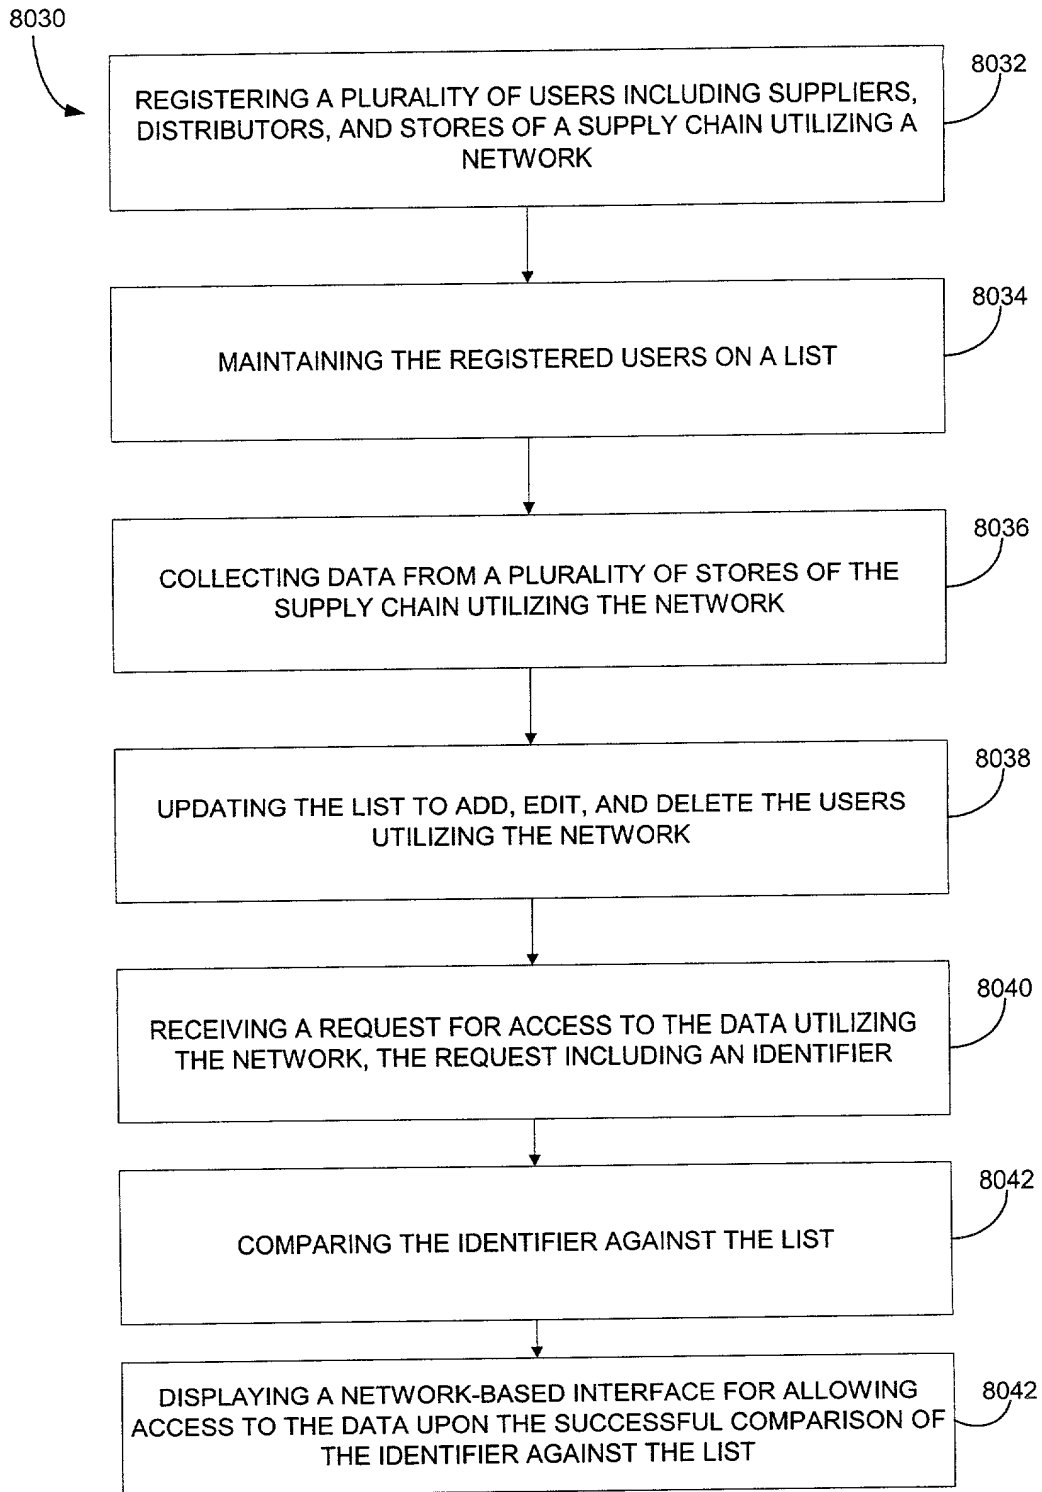 8030
8032
REGISTERING A PLURALITY OF USERS INCLUDING SUPPLIERS,
DISTRIBUTORS, AND STORES OF A SUPPLY CHAIN UTILIZING A
NETWORK
8034
MAINTAINING THE REGISTERED USERS ON A LIST
8036
COLLECTING DATA FROM A PLURALITY OF STORES OF THE
SUPPLY CHAIN UTILIZING THE NETWORK
8038
UPDATING THE LIST TO ADD, EDIT, AND DELETE THE USERS
UTILIZING THE NETWORK
8040
RECEIVING A REQUEST FOR ACCESS TO THE DATA UTILIZING
THE NETWORK, THE REQUEST INCLUDING AN IDENTIFIER
8042
COMPARING THE IDENTIFIER AGAINST THE LIST
8042
DISPLAYING A NETWORK-BASED INTERFACE FOR ALLOWING
ACCESS TO THE DATA UPON THE SUCCESSFUL COMPARISON OF
THE IDENTIFIER AGAINST THE LIST